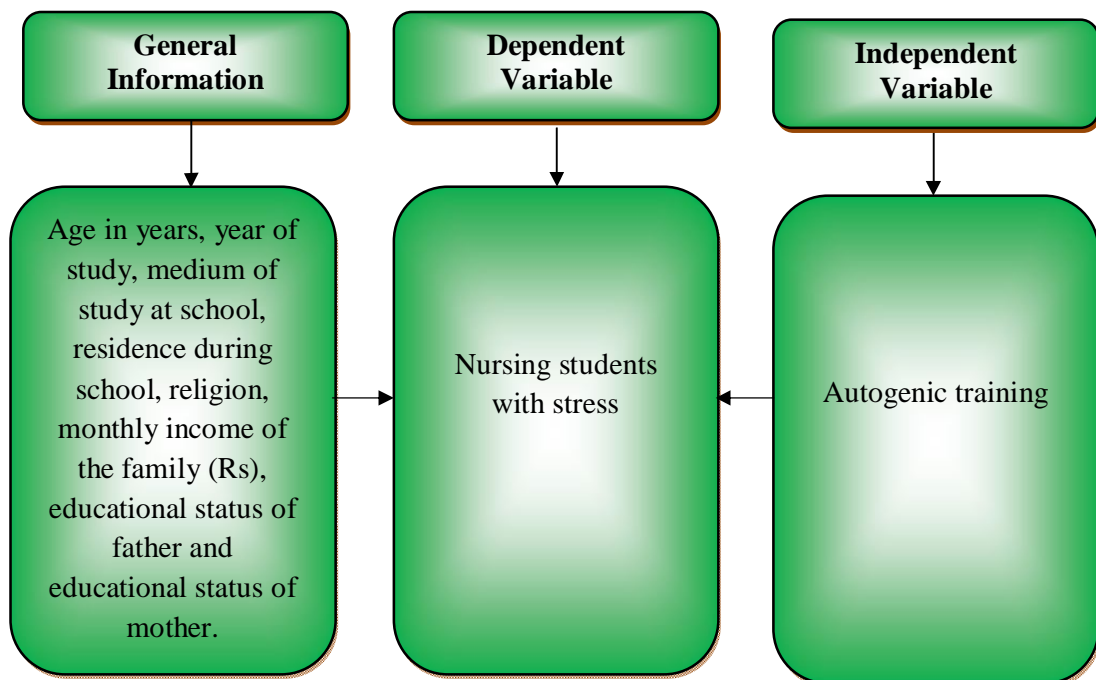 General
Information
Dependent
Variable
Independent
Variable
Age in years, year of
study, medium of
study at school,
residence during
school, religion,
monthly income of
the family (Rs),
educational status of
father and
educational status of
mother.
Nursing students
with stress
Autogenic training